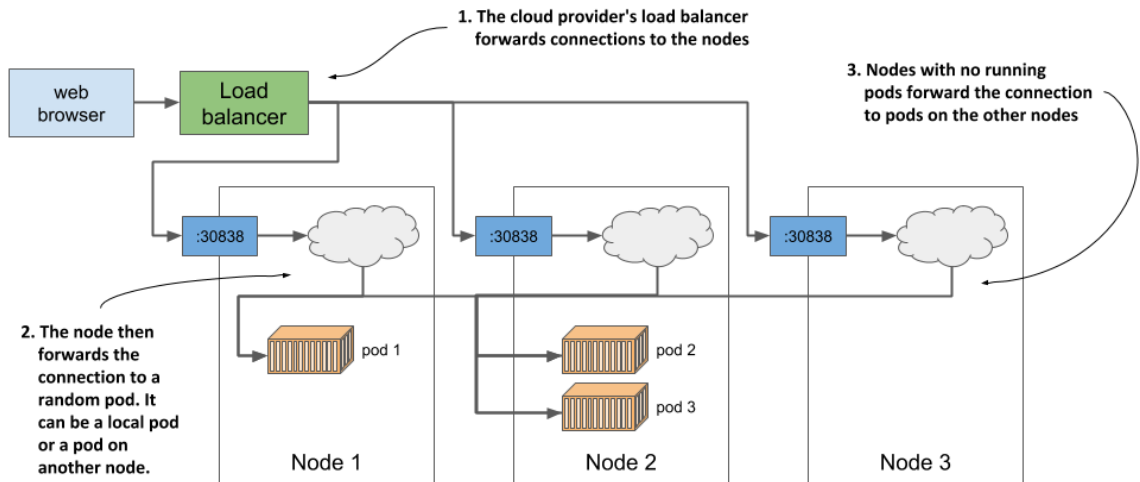 1. The cloud provider's load balancer
forwards connections to the nodes
3. Nodes with no running
pods forward the connection
to pods on the other nodes
web
browser
Load
balancer
:30838
:30838
:30838
2. The node then
forwards the
connection to a
random pod. It
can be a local pod
or a pod on
another node.
pod 1
pod 2
pod 3
Node 1
Node 2
Node 3